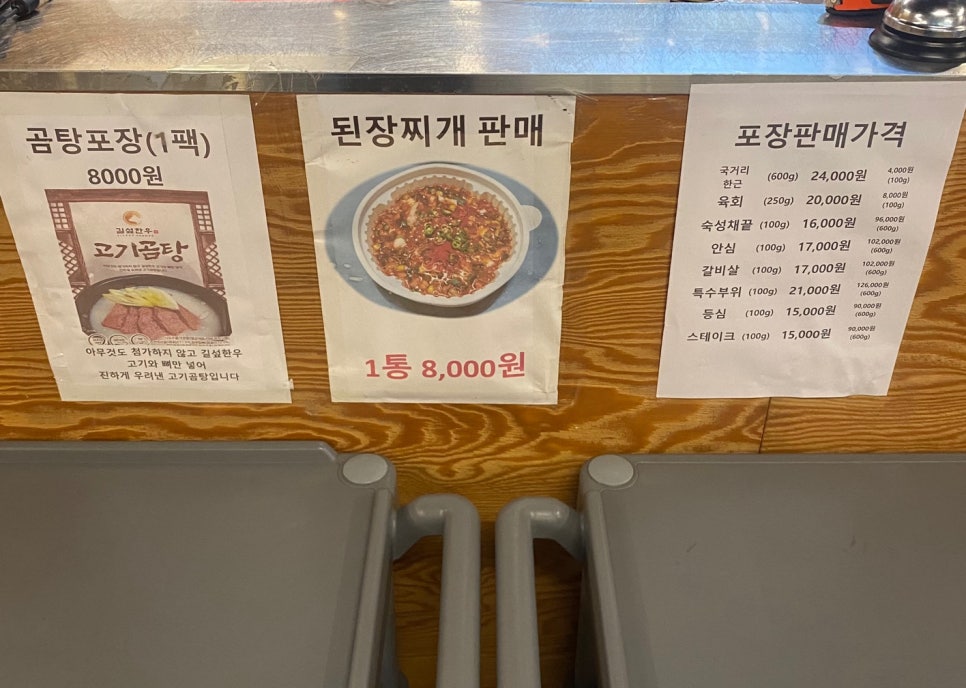 곰탕포장(1팩)
8000원
길설한우
고기곰탕
아무것도 첨가하지 않고 길설한우
고기와 뼈만 넣어
진하게 우려낸 고기곰탕입니다
된장찌개 판매
1통 8,000원
포장판매가격
국거리 한근 (600g) 24,000원 4,000원 (100g)
육회 (250g) 20,000원 8,000원 (100g)
숙성채끝 (100g) 16,000원 96,000원 (600g)
안심 (100g) 17,000원 102,000원 (600g)
갈비살 (100g) 17,000원 102,000원 (600g)
특수부위 (100g) 21,000원 126,000원 (600g)
등심 (100g) 15,000원 90,000원 (600g)
스테이크 (100g) 15,000원 90,000원 (600g)